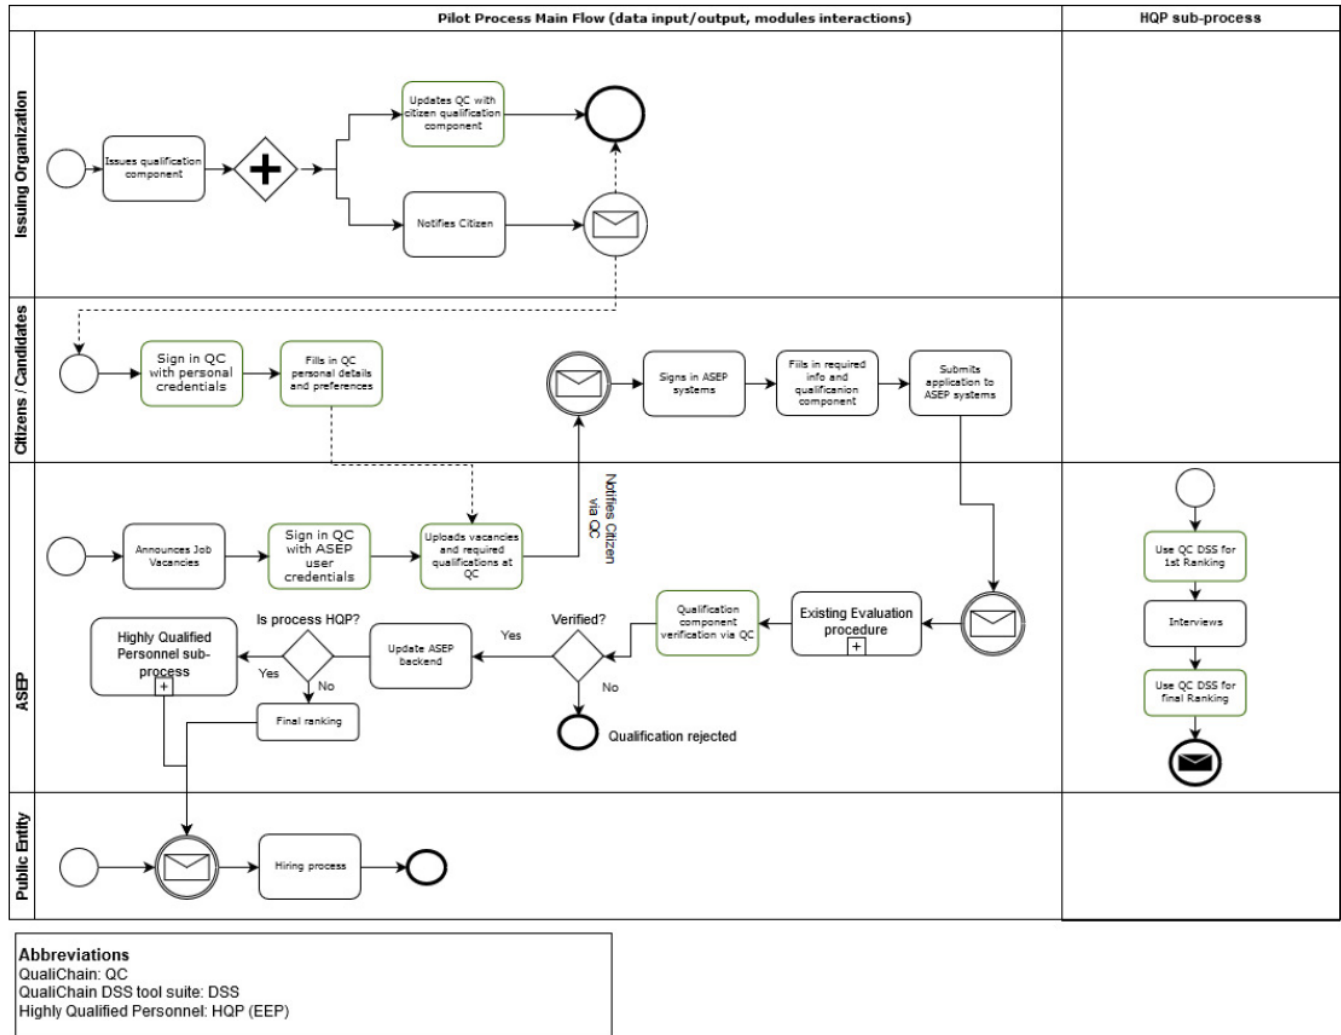 Pilot Process Main Flow (data input/output, modules interactions)
HQP sub-process
Issuing Organization
Updates QC with
citizen qualification
component
Issues qualification
component
Notifies Citizen
Citizens / Candidates
Sign in QC
with personal
credentials
Fills in QC
personal details
and preferences
Signs in ASEP
systems
Fiils in required
info and
qualificanion
component
Submits
application to
ASEP systems
Notifies Citizen
via QC
ASEP
Announces Job
Vacancies
Sign in QC
with ASEP
user
credentials
Uploads vacancies
and required
qualifications at
QC
Use QC DSS for
1st Ranking
Interviews
Use QC DSS for
final Ranking
Highly Qualified
Personnel sub-
process
Is process HQP?
Yes
No
Final ranking
Update ASEP
backend
Yes
Verified?
No
Qualification rejected
Qualification
component
verification via QC
Existing Evaluation
procedure
Public Entity
Hiring process
Abbreviations
QualiChain: QC
QualiChain DSS tool suite: DSS
Highly Qualified Personnel: HQP (EEP)